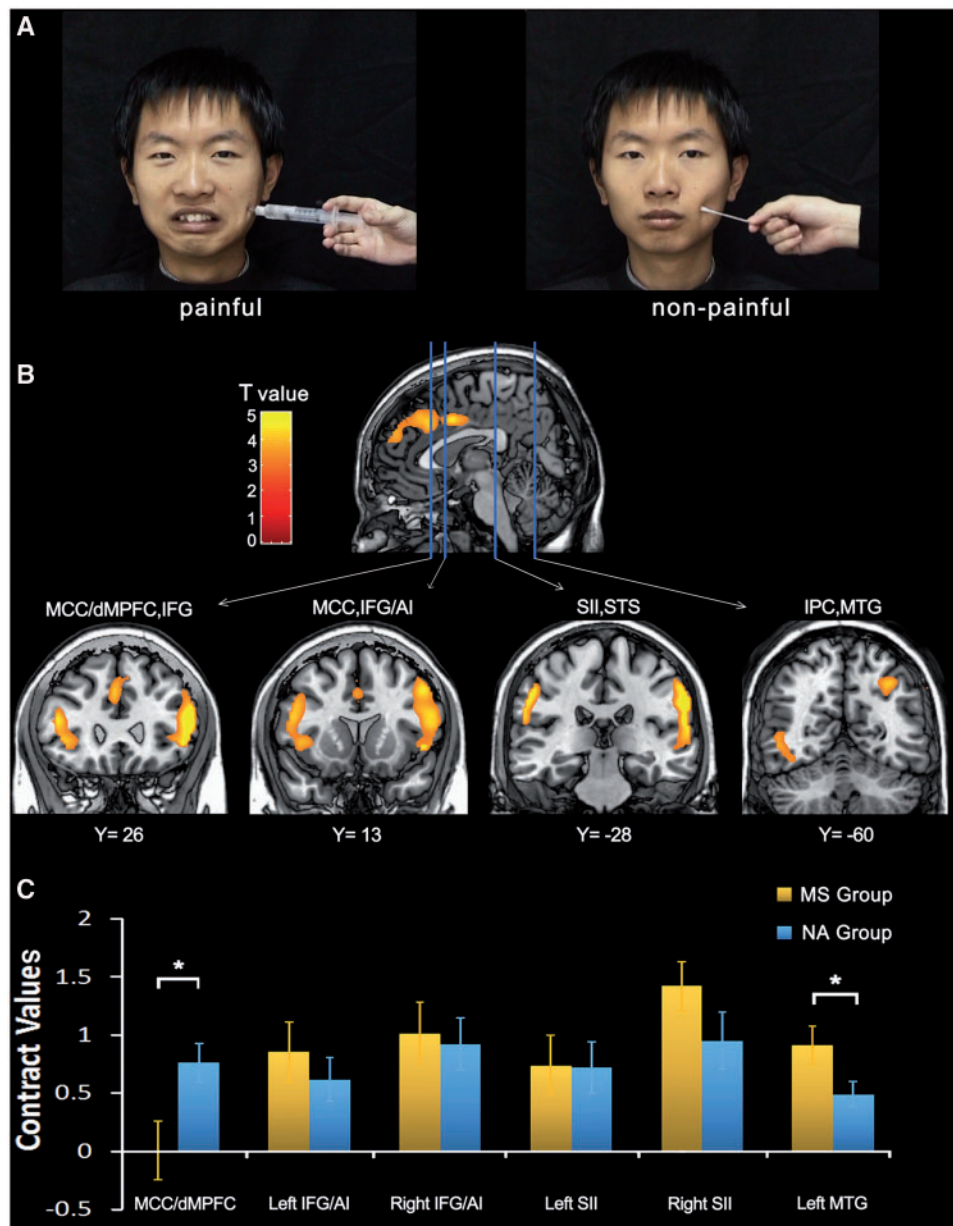 A
painful
non-painful
B
T value
5
4
3
2
1
0
MCC/dMPFC,IFG
MCC,IFG/AI
SII,STS
IPC,MTG
Y= 26
Y= 13
Y= -28
Y= -60
C
MS Group
NA Group
Contract Values
2
1.5
1
0.5
0
-0.5
*
*
MCC/dMPFC
Left IFG/AI
Right IFG/AI
Left SII
Right SII
Left MTG